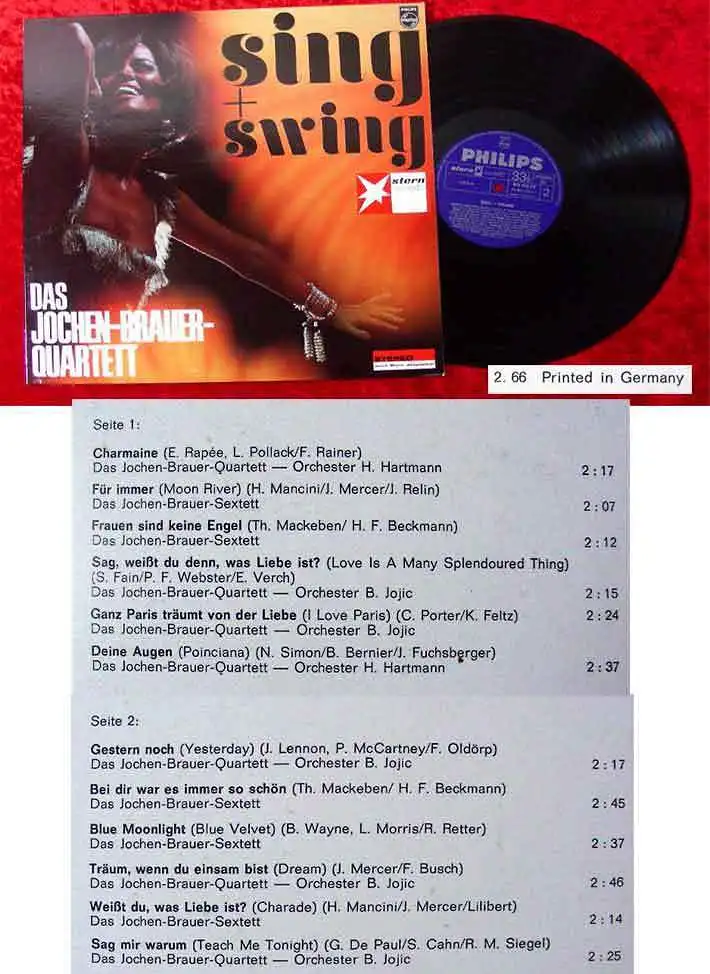 PHILIPS
sing
+
swing
stern
DAS
JOCHEN-BRAUER-
QUARTETT
STEREO
PHILIPS
stereo
33⅓
2
2. 66 Printed in Germany
Seite 1:
Charmaine (E. Rapée, L. Pollack/F. Rainer)
Das Jochen-Brauer-Quartett — Orchester H. Hartmann 2 : 17
Für immer (Moon River) (H. Mancini/J. Mercer/J. Relin)
Das Jochen-Brauer-Sextett 2 : 07
Frauen sind keine Engel (Th. Mackeben/ H. F. Beckmann)
Das Jochen-Brauer-Sextett 2 : 12
Sag, weißt du denn, was Liebe ist? (Love Is A Many Splendoured Thing)
(S. Fain/P. F. Webster/E. Verch)
Das Jochen-Brauer-Quartett — Orchester B. Jojic 2 : 15
Ganz Paris träumt von der Liebe (I Love Paris) (C. Porter/K. Feltz) 2 : 24
Das Jochen-Brauer-Quartett — Orchester B. Jojic
Deine Augen (Poinciana) (N. Simon/B. Bernier/J. Fuchsberger)
Das Jochen-Brauer-Quartett — Orchester H. Hartmann 2 : 37
Seite 2:
Gestern noch (Yesterday) (J. Lennon, P. McCartney/F. Oldörp)
Das Jochen-Brauer-Quartett — Orchester B. Jojic 2 : 17
Bei dir war es immer so schön (Th. Mackeben/ H. F. Beckmann)
Das Jochen-Brauer-Sextett 2 : 45
Blue Moonlight (Blue Velvet) (B. Wayne, L. Morris/R. Retter)
Das Jochen-Brauer-Sextett 2 : 37
Träum, wenn du einsam bist (Dream) (J. Mercer/F. Busch)
Das Jochen-Brauer-Quartett — Orchester B. Jojic 2 : 46
Weißt du, was Liebe ist? (Charade) (H. Mancini/J. Mercer/Lilibert)
Das Jochen-Brauer-Sextett 2 : 14
Sag mir warum (Teach Me Tonight) (G. De Paul/S. Cahn/R. M. Siegel)
Das Jochen-Brauer-Quartett — Orchester B. Jojic 2 : 25